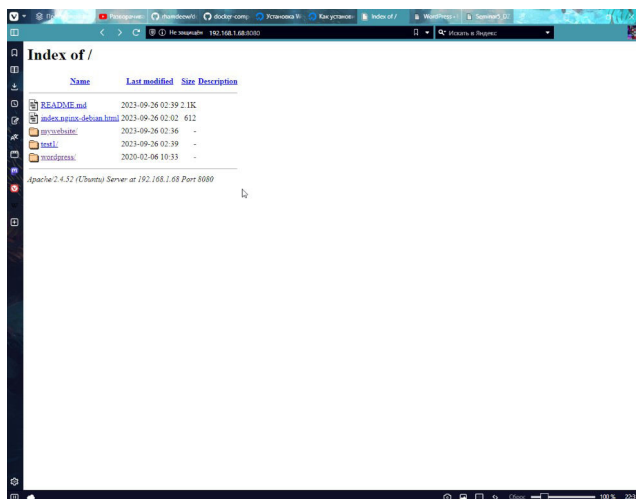 docker-comp
Установка W
Как установ
Index of /
WordPress
Не защищён 192.168.1.68:8080
Искать в Яндекс
Index of /
Name Last modified Size Description
README.md 2023-09-26 02:39 2.1K
index.nginx-debian.html 2023-09-26 02:02 612
mywebsite/ 2023-09-26 02:36 -
test1/ 2023-09-26 02:39 -
wordpress/ 2020-02-06 10:33 -
Apache/2.4.52 (Ubuntu) Server at 192.168.1.68 Port 8080
Сброс
100 %